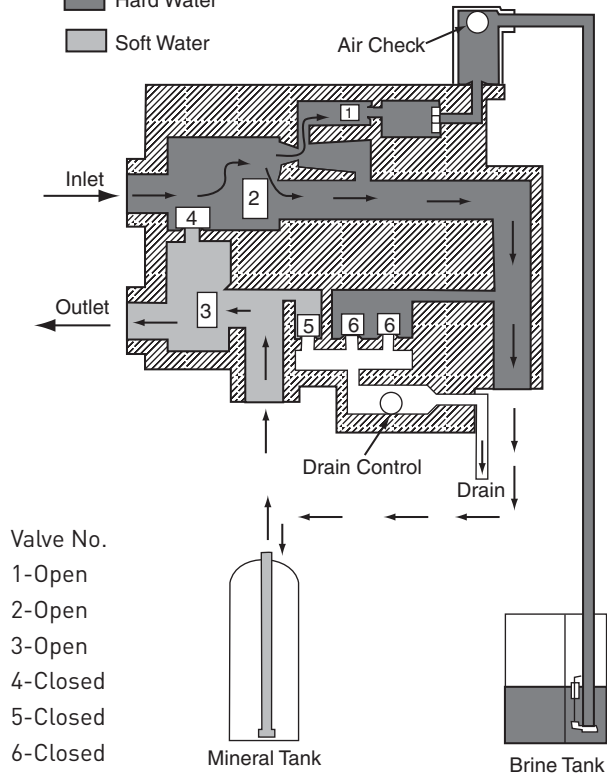 Hard Water
Soft Water
Air Check
1
Inlet
2
4
Outlet
3
5
6
6
Drain Control
Drain
Valve No.
1-Open
2-Open
3-Open
4-Closed
5-Closed
6-Closed
Mineral Tank
Brine Tank